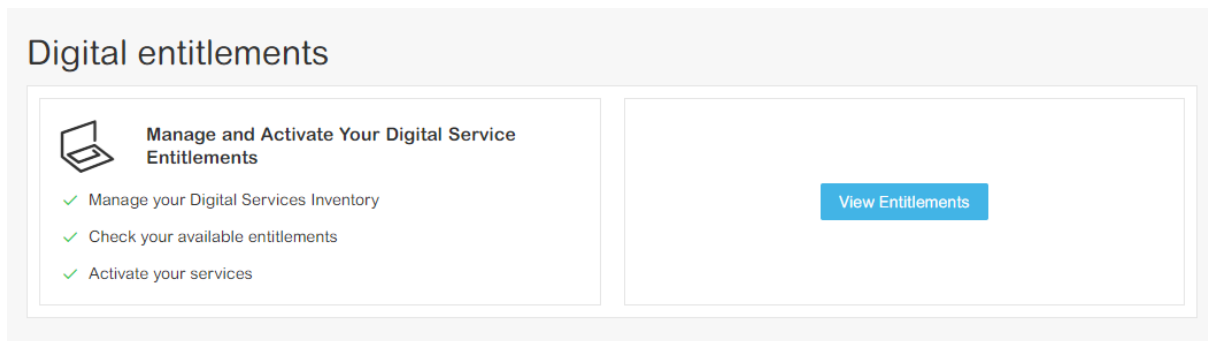 Digital entitlements
Manage and Activate Your Digital Service
Entitlements
Manage your Digital Services Inventory
Check your available entitlements
Activate your services
View Entitlements